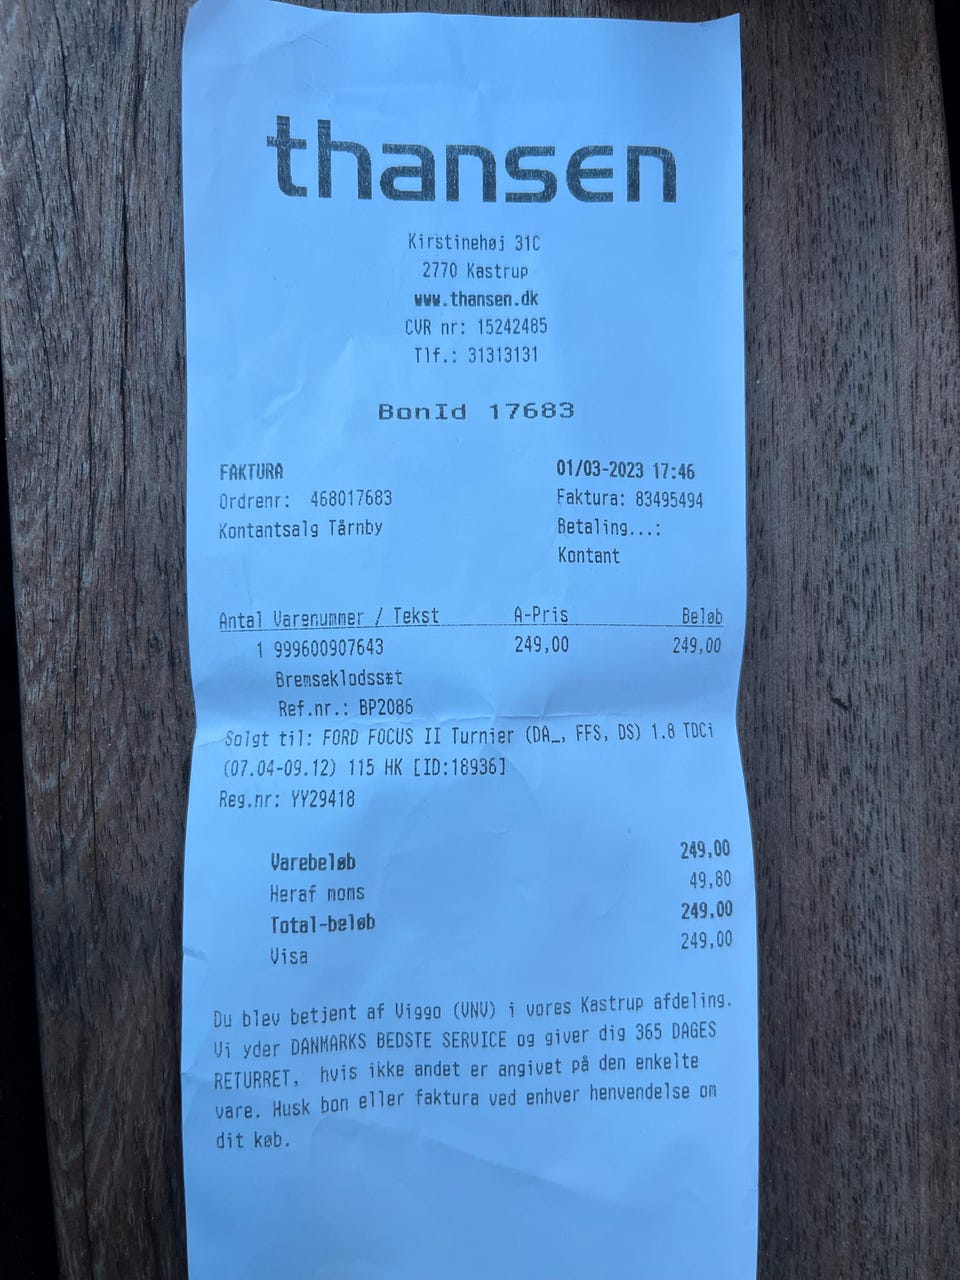 thansen
Kirstinehøj 31C
2770 Kastrup
www.thansen.dk
CVR nr: 15242485
Tlf.: 31313131
BonId 17683
FAKTURA 01/03-2023 17:46
Ordrenr: 468017683 Faktura: 83495494
Kontantsalg Tårnby Betaling...:
Kontant
Antal Varenummer / Tekst A-Pris Beløb
1 999600907643 249,00 249,00
Bremseklodssæt
Ref.nr.: BP2086
Solgt til: FORD FOCUS II Turnier (DA_, FFS, DS) 1.8 TDCi
(07.04-09.12) 115 HK [ID:18936]
Reg.nr: YY29418
Varebeløb 249,00
Heraf moms 49,80
Total-beløb 249,00
Visa 249,00
Du blev betjent af Viggo (VNV) i vores Kastrup afdeling.
Vi yder DANMARKS BEDSTE SERVICE og giver dig 365 DAGES
RETURRET, hvis ikke andet er angivet på den enkelte
vare. Husk bon eller faktura ved enhver henvendelse om
dit køb.